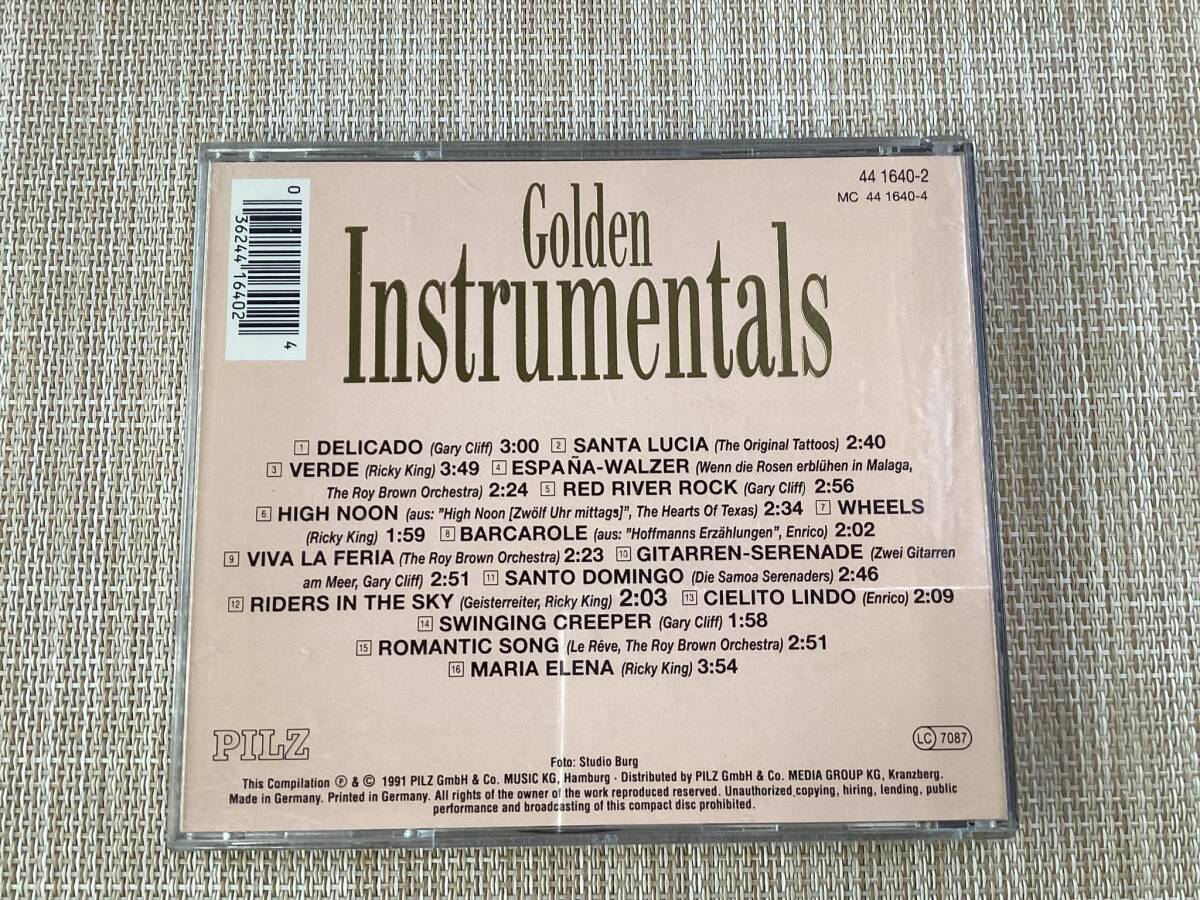 0 36244 16402 4
44 1640-2
MC 44 1640-4
Golden
Instrumentals
1 DELICADO (Gary Cliff) 3:00 2 SANTA LUCIA (The Original Tattoos) 2:40
3 VERDE (Ricky King) 3:49 4 ESPAÑA-WALZER (Wenn die Rosen erblühen in Malaga,
The Roy Brown Orchestra) 2:24 5 RED RIVER ROCK (Gary Cliff) 2:56
6 HIGH NOON (aus: "High Noon [Zwölf Uhr mittags]", The Hearts Of Texas) 2:34 7 WHEELS
(Ricky King) 1:59 8 BARCAROLE (aus: "Hoffmanns Erzählungen", Enrico) 2:02
9 VIVA LA FERIA (The Roy Brown Orchestra) 2:23 10 GITARREN-SERENADE (Zwei Gitarren
am Meer, Gary Cliff) 2:51 11 SANTO DOMINGO (Die Samoa Serenaders) 2:46
12 RIDERS IN THE SKY (Geisterreiter, Ricky King) 2:03 13 CIELITO LINDO (Enrico) 2:09
14 SWINGING CREEPER (Gary Cliff) 1:58
15 ROMANTIC SONG (Le Rêve, The Roy Brown Orchestra) 2:51
16 MARIA ELENA (Ricky King) 3:54
PILZ
LC 7087
Foto: Studio Burg
This Compilation ℗ & © 1991 PILZ GmbH & Co. MUSIC KG, Hamburg · Distributed by PILZ GmbH & Co. MEDIA GROUP KG, Kranzberg.
Made in Germany. Printed in Germany. All rights of the owner of the work reproduced reserved. Unauthorized copying, hiring, lending, public
performance and broadcasting of this compact disc prohibited.